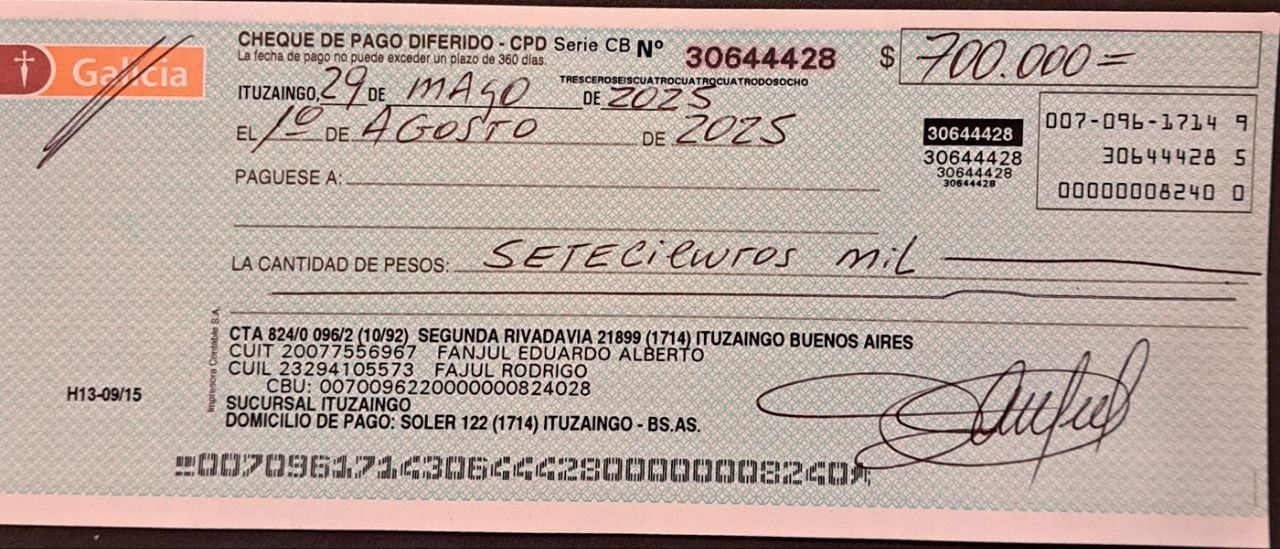 Galicia
CHEQUE DE PAGO DIFERIDO - CPD Serie CB Nº 30644428 $ 700.000=
La fecha de pago no puede exceder un plazo de 360 días.
TRESCEROSEISCUATROCUATROCUATRODOSOCHO
ITUZAINGO, 29 DE MAYO DE 2025
EL 1º DE AGOSTO DE 2025
PAGUESE A:
30644428
30644428
30644428
30644428
007-096-1714 9
30644428 5
00000008240 0
LA CANTIDAD DE PESOS: SETECIENTOS MIL
CTA 824/0 096/2 (10/92) SEGUNDA RIVADAVIA 21899 (1714) ITUZAINGO BUENOS AIRES
CUIT 20077556967 FANJUL EDUARDO ALBERTO
CUIL 23294105573 FAJUL RODRIGO
CBU: 0070096220000000824028
SUCURSAL ITUZAINGO
DOMICILIO DE PAGO: SOLER 122 (1714) ITUZAINGO - BS.AS.
H13-09/15
Impresora Contable S.A.
00709617143064442800000008240